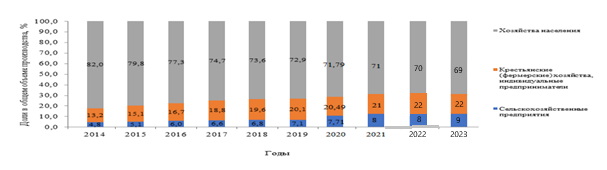 Доля в общем объеме производства, %
100,0
90,0
80,0
70,0
60,0
50,0
40,0
30,0
20,0
10,0
0,0
82,0 79,8 77,3 74,7 73,6 72,9 71,79 71 70 69
13,2 15,1 16,7 18,8 19,6 20,1 20,49 21 22 22
4,8 5,1 6,0 6,6 6,8 7,1 7,71 8 8 9
2014 2015 2016 2017 2018 2019 2020 2021 2022 2023
Годы
Хозяйства населения
Крестьянские
(фермерские) хозяйства,
индивидуальные
предприниматели
Сельскохозяйственные
предприятия